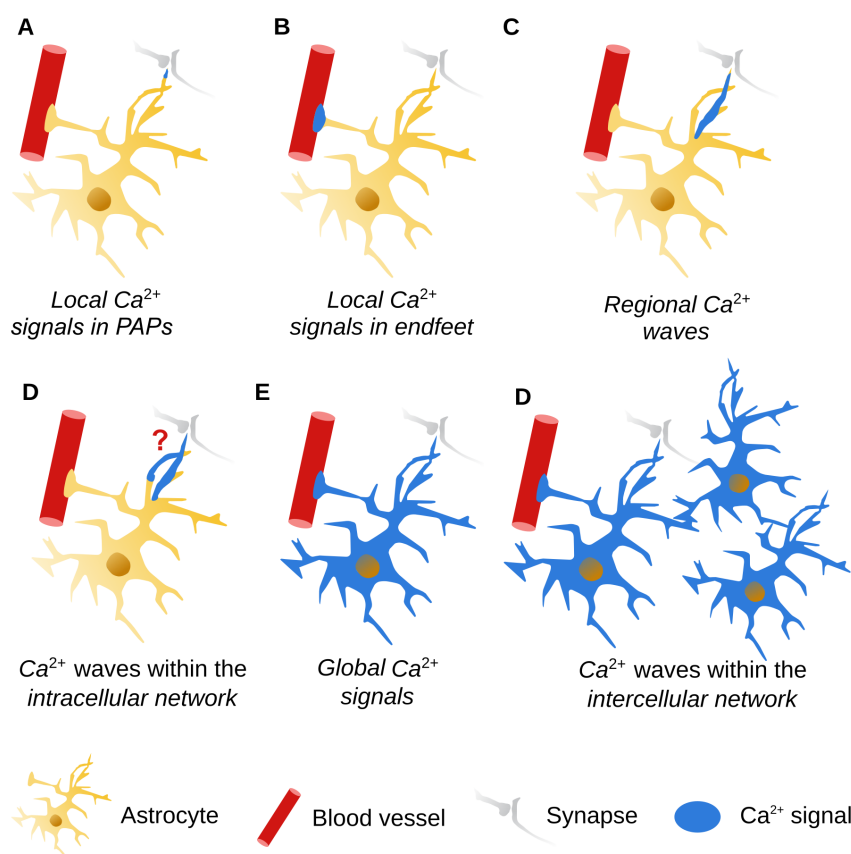 A
B
C
Local Ca²⁺
signals in PAPs
Local Ca²⁺
signals in endfeet
Regional Ca²⁺
waves
D
E
D
?
Ca²⁺ waves within the
intracellular network
Global Ca²⁺
signals
Ca²⁺ waves within the
intercellular network
Astrocyte
Blood vessel
Synapse
Ca²⁺ signal